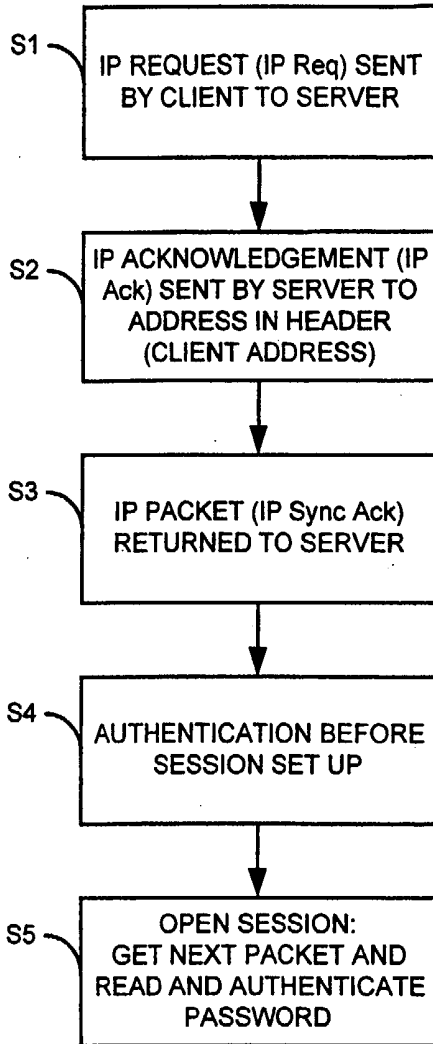 S1
IP REQUEST (IP Req) SENT
BY CLIENT TO SERVER
S2
IP ACKNOWLEDGEMENT (IP
Ack) SENT BY SERVER TO
ADDRESS IN HEADER
(CLIENT ADDRESS)
S3
IP PACKET (IP Sync Ack)
RETURNED TO SERVER
S4
AUTHENTICATION BEFORE
SESSION SET UP
S5
OPEN SESSION:
GET NEXT PACKET AND
READ AND AUTHENTICATE
PASSWORD